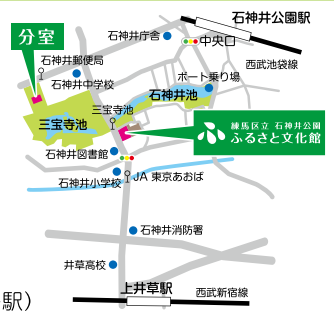 石神井公園駅
分室
石神井庁舎
中央口
石神井郵便局
西武池袋線
石神井中学校
ボート乗り場
石神井池
三宝寺池
三宝寺池
練馬区立 石神井公園
ふるさと文化館
石神井図書館
石神井小学校
JA 東京あおば
石神井消防署
井草高校
上井草駅
西武新宿線
駅）